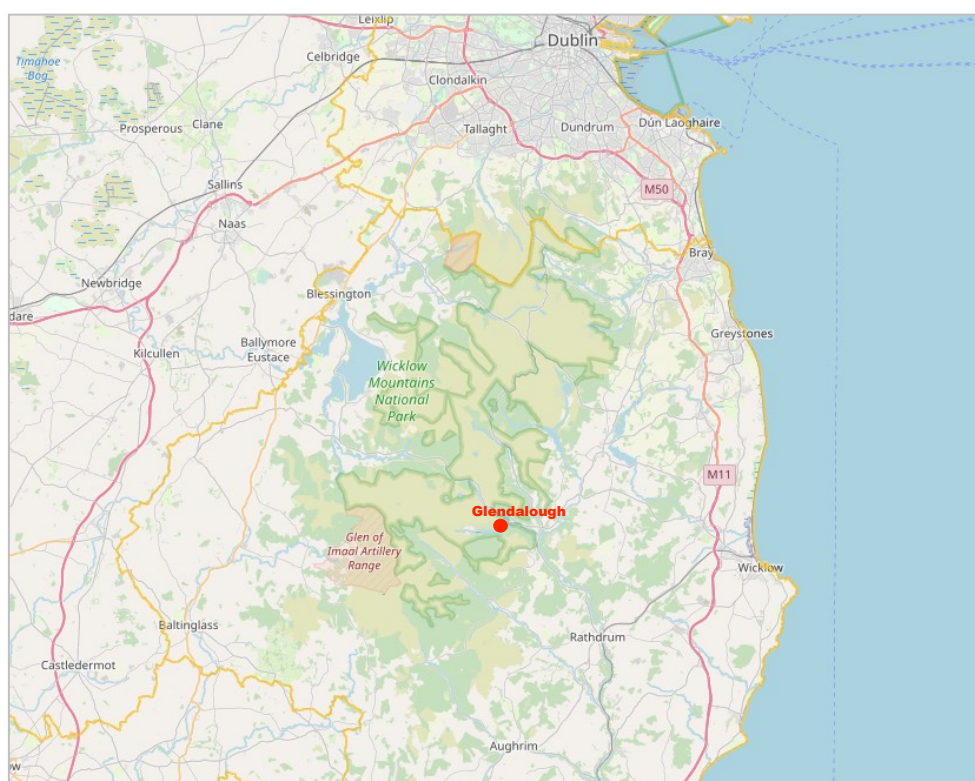 Leixlip
Dublin
Celbridge
Timahoe
Bog
Clondalkin
Prosperous
Clane
Tallaght
Dundrum
Dún Laoghaire
Sallins
M50
Naas
Bray
Newbridge
Blessington
dare
Greystones
Kilcullen
Ballymore
Eustace
Wicklow
Mountains
National
Park
M11
Glendalough
Glen of
Imaal Artillery
Range
Wicklow
Baltinglass
Rathdrum
Castledermot
Aughrim
ow